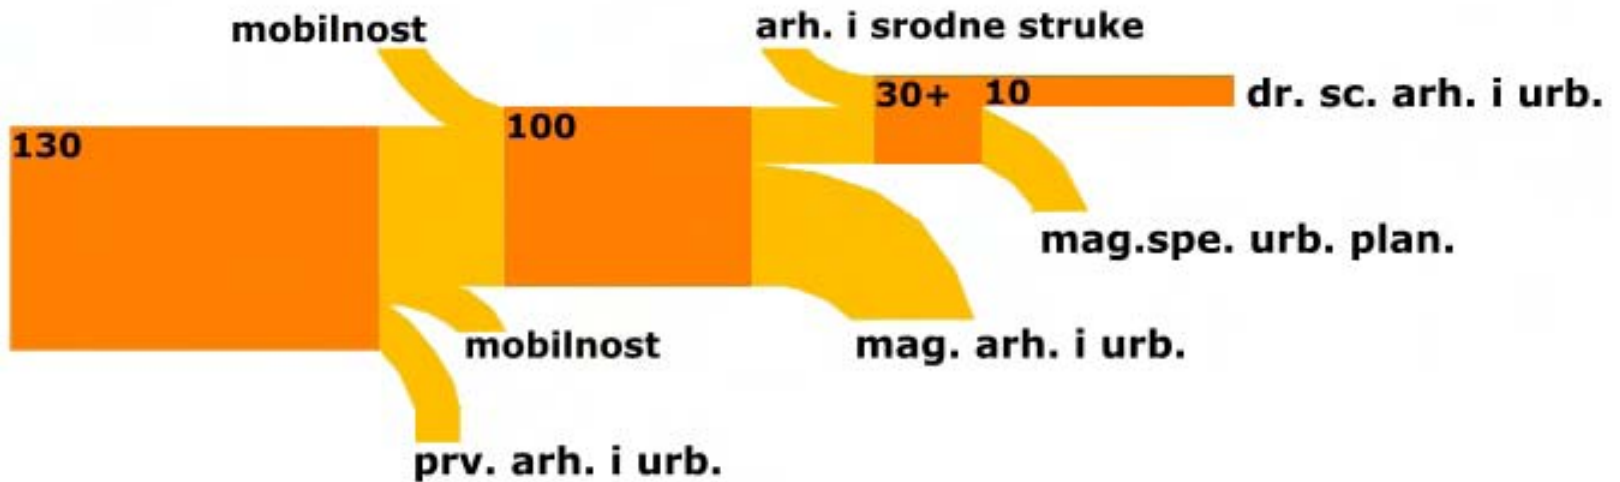 mobilnost
arh. i srodne struke
30+
10
dr. sc. arh. i urb.
130
100
mag.spe. urb. plan.
mobilnost
mag. arh. i urb.
prv. arh. i urb.